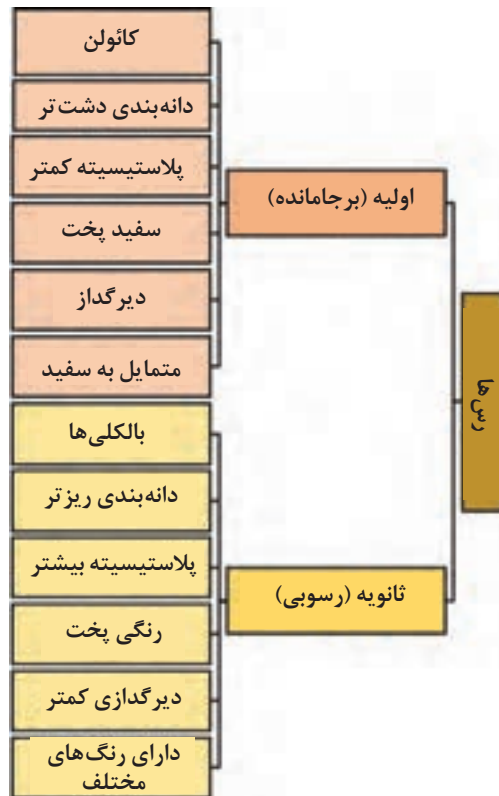 رس‌ها
اولیه (برجامانده)
کائولن
دانه‌بندی دشت‌تر
پلاستیسیته کمتر
سفید پخت
دیرگداز
متمایل به سفید
ثانویه (رسوبی)
بالکلی‌ها
دانه‌بندی ریزتر
پلاستیسیته بیشتر
رنگی پخت
دیرگدازی کمتر
دارای رنگ‌های
مختلف